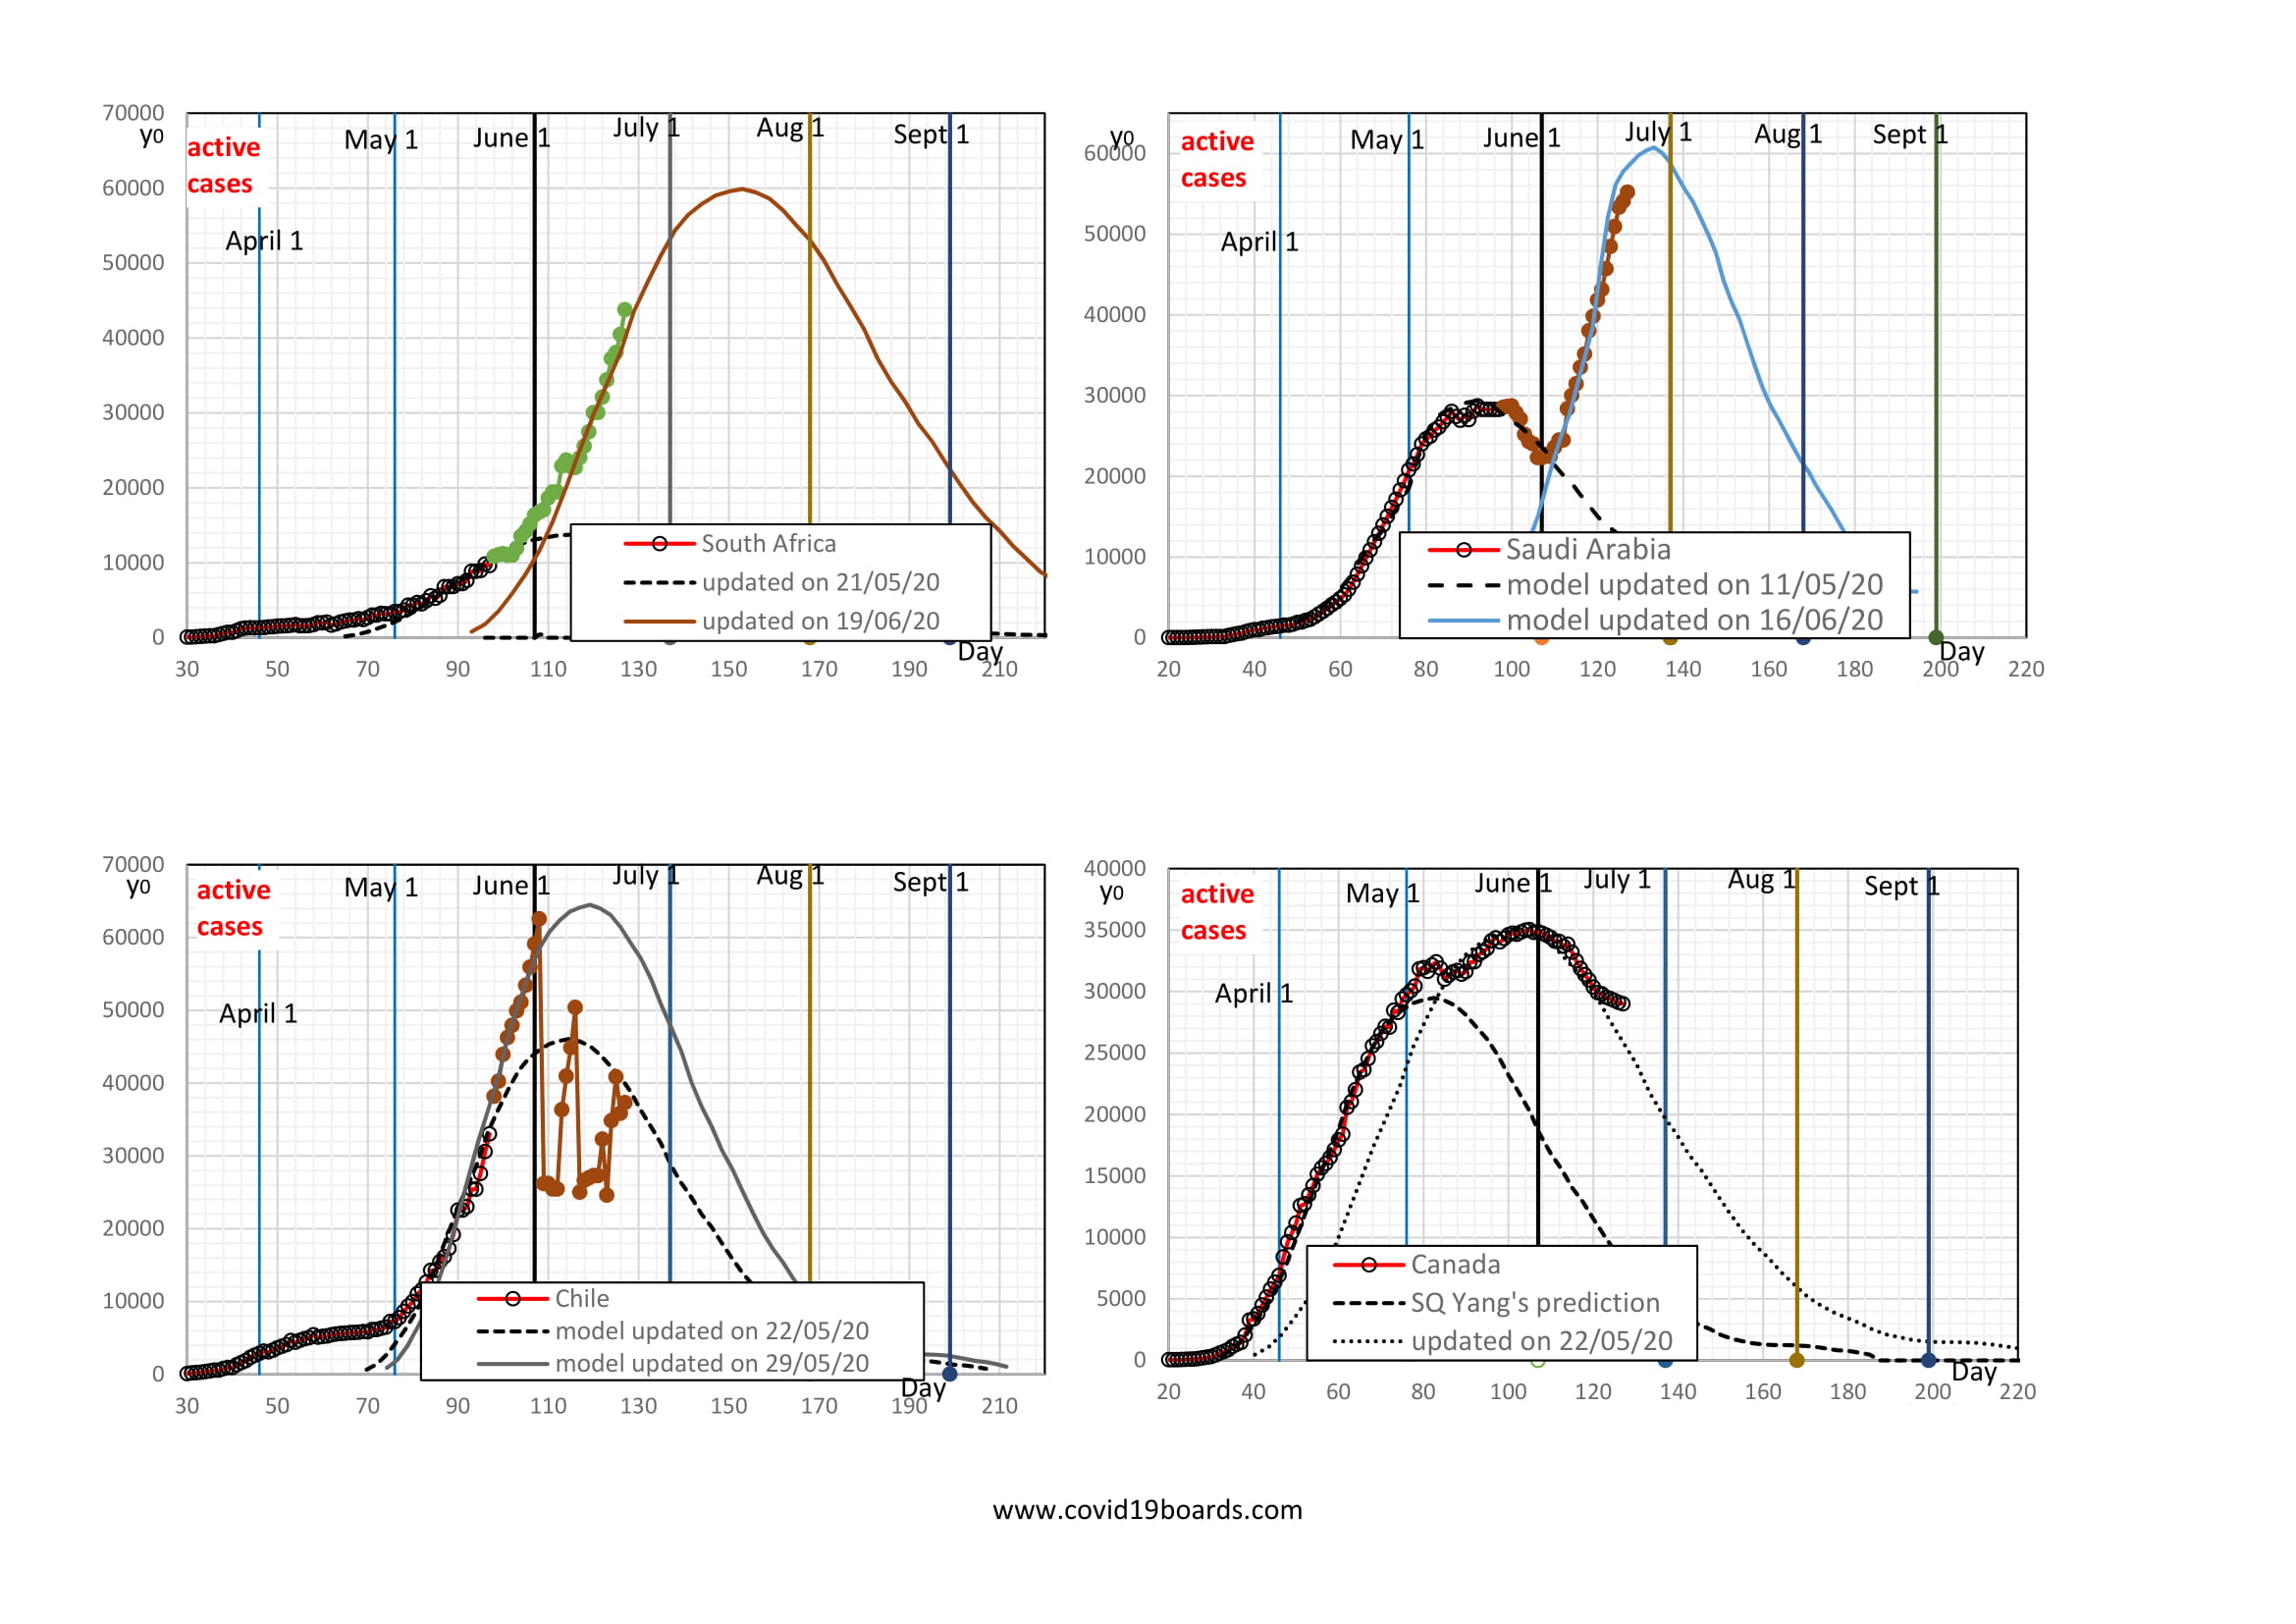 70000
y0
active
cases
60000
50000
40000
30000
20000
10000
0
April 1
May 1
June 1
July 1
Aug 1
Sept 1
South Africa
updated on 21/05/20
updated on 19/06/20
Day
30 50 70 90 110 130 150 170 190 210
y0
active
cases
60000
50000
40000
30000
20000
10000
0
April 1
May 1
June 1
July 1
Aug 1
Sept 1
Saudi Arabia
model updated on 11/05/20
model updated on 16/06/20
Day
20 40 60 80 100 120 140 160 180 200 220
70000
y0
active
cases
60000
50000
40000
30000
20000
10000
0
April 1
May 1
June 1
July 1
Aug 1
Sept 1
Chile
model updated on 22/05/20
model updated on 29/05/20
Day
30 50 70 90 110 130 150 170 190 210
40000
y0
active
cases
35000
30000
25000
20000
15000
10000
5000
0
April 1
May 1
June 1
July 1
Aug 1
Sept 1
Canada
SQ Yang's prediction
updated on 22/05/20
Day
20 40 60 80 100 120 140 160 180 200 220
www.covid19boards.com